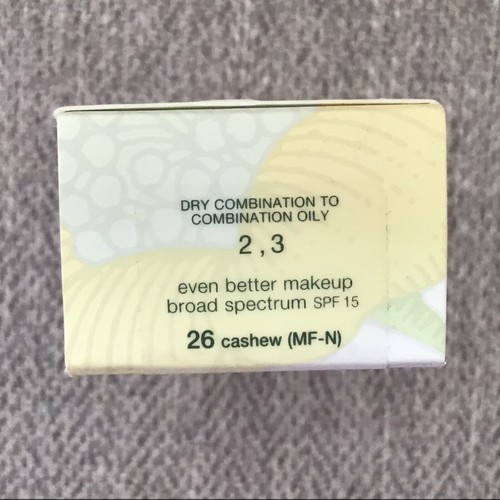 DRY COMBINATION TO
COMBINATION OILY
2 , 3
even better makeup
broad spectrum SPF 15
26 cashew (MF-N)